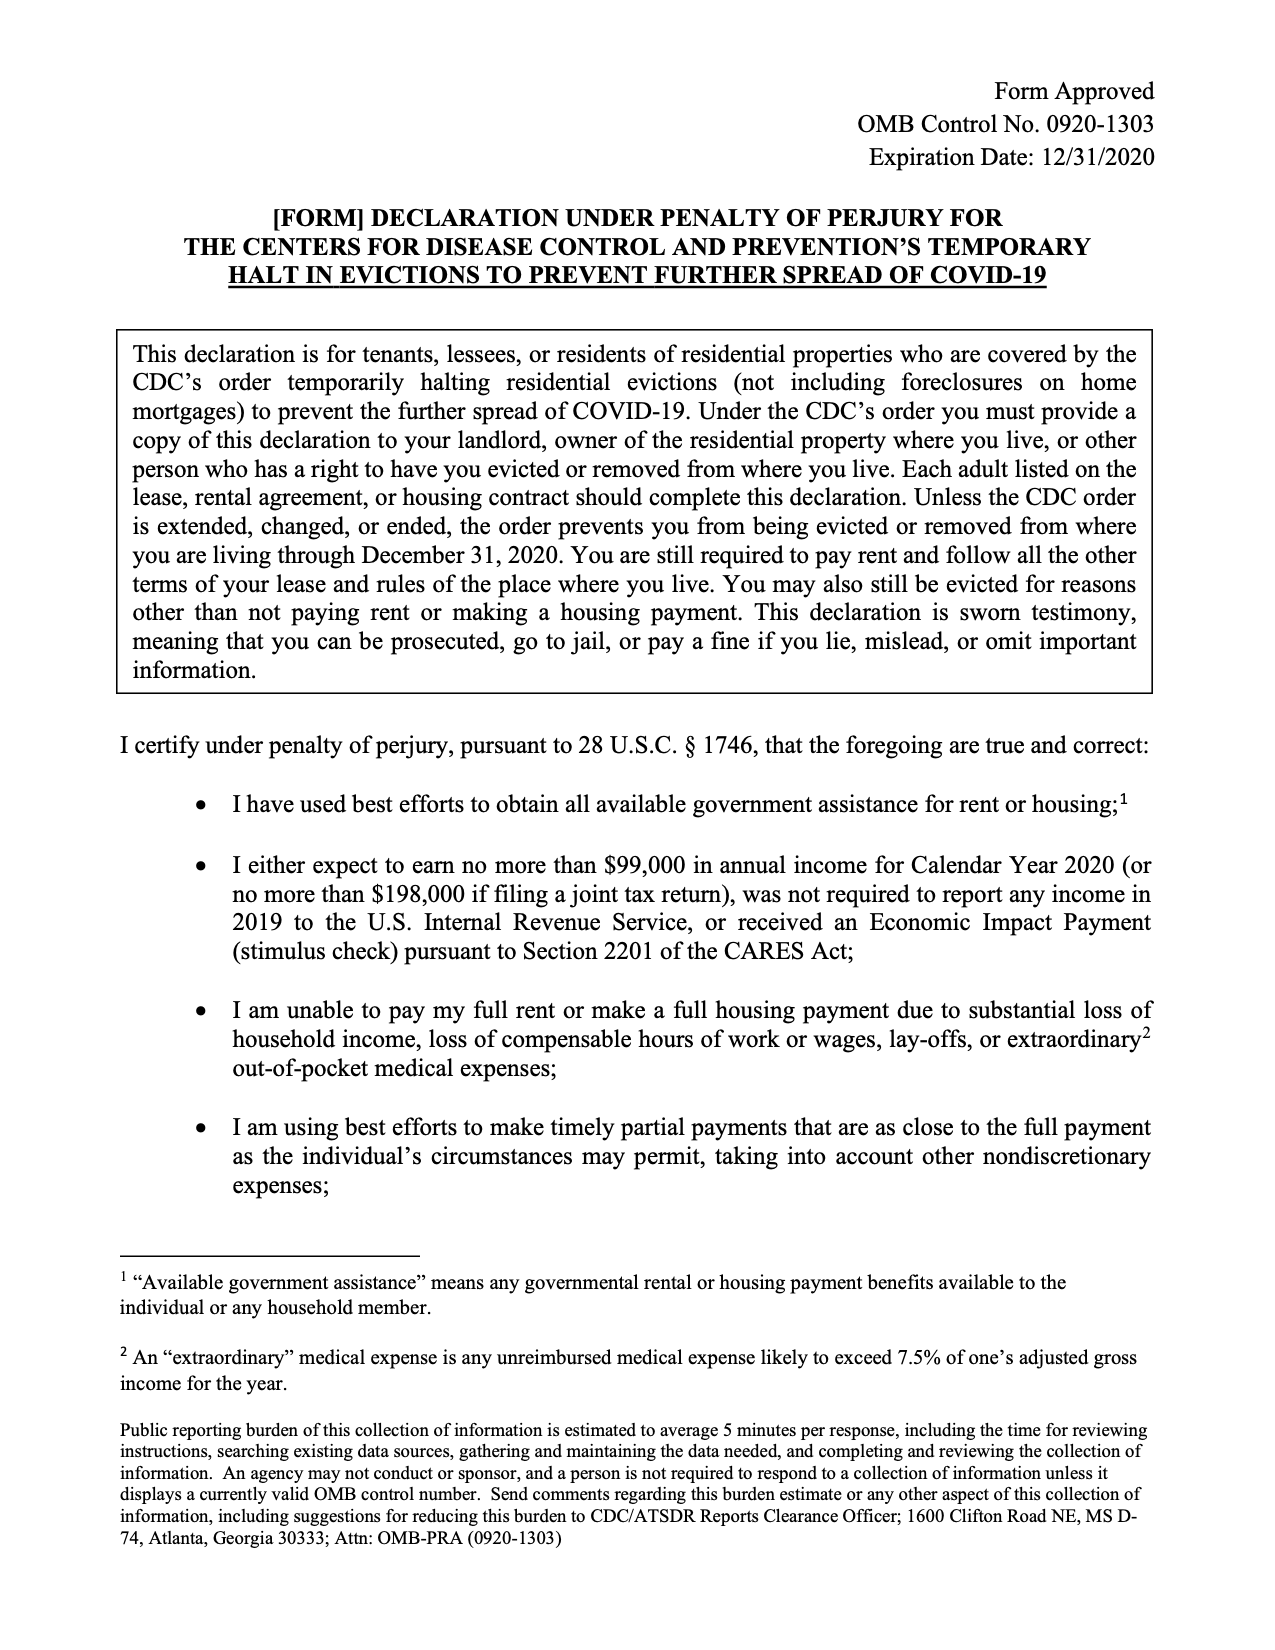 Form Approved
OMB Control No. 0920-1303
Expiration Date: 12/31/2020
[FORM] DECLARATION UNDER PENALTY OF PERJURY FOR
THE CENTERS FOR DISEASE CONTROL AND PREVENTION’S TEMPORARY
HALT IN EVICTIONS TO PREVENT FURTHER SPREAD OF COVID-19
This declaration is for tenants, lessees, or residents of residential properties who are covered by the
CDC’s order temporarily halting residential evictions (not including foreclosures on home
mortgages) to prevent the further spread of COVID-19. Under the CDC’s order you must provide a
copy of this declaration to your landlord, owner of the residential property where you live, or other
person who has a right to have you evicted or removed from where you live. Each adult listed on the
lease, rental agreement, or housing contract should complete this declaration. Unless the CDC order
is extended, changed, or ended, the order prevents you from being evicted or removed from where
you are living through December 31, 2020. You are still required to pay rent and follow all the other
terms of your lease and rules of the place where you live. You may also still be evicted for reasons
other than not paying rent or making a housing payment. This declaration is sworn testimony,
meaning that you can be prosecuted, go to jail, or pay a fine if you lie, mislead, or omit important
information.
I certify under penalty of perjury, pursuant to 28 U.S.C. § 1746, that the foregoing are true and correct:
• I have used best efforts to obtain all available government assistance for rent or housing;¹
• I either expect to earn no more than $99,000 in annual income for Calendar Year 2020 (or
no more than $198,000 if filing a joint tax return), was not required to report any income in
2019 to the U.S. Internal Revenue Service, or received an Economic Impact Payment
(stimulus check) pursuant to Section 2201 of the CARES Act;
• I am unable to pay my full rent or make a full housing payment due to substantial loss of
household income, loss of compensable hours of work or wages, lay-offs, or extraordinary²
out-of-pocket medical expenses;
• I am using best efforts to make timely partial payments that are as close to the full payment
as the individual’s circumstances may permit, taking into account other nondiscretionary
expenses;
¹ “Available government assistance” means any governmental rental or housing payment benefits available to the
individual or any household member.
² An “extraordinary” medical expense is any unreimbursed medical expense likely to exceed 7.5% of one’s adjusted gross
income for the year.
Public reporting burden of this collection of information is estimated to average 5 minutes per response, including the time for reviewing
instructions, searching existing data sources, gathering and maintaining the data needed, and completing and reviewing the collection of
information. An agency may not conduct or sponsor, and a person is not required to respond to a collection of information unless it
displays a currently valid OMB control number. Send comments regarding this burden estimate or any other aspect of this collection of
information, including suggestions for reducing this burden to CDC/ATSDR Reports Clearance Officer; 1600 Clifton Road NE, MS D-
74, Atlanta, Georgia 30333; Attn: OMB-PRA (0920-1303)